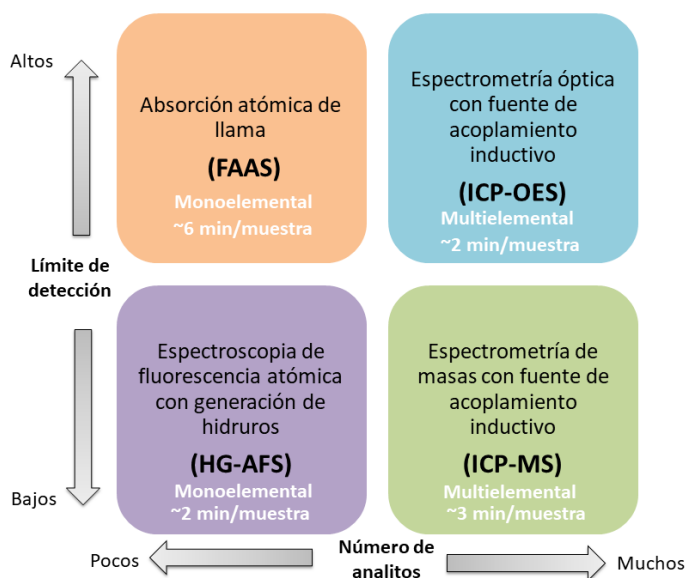 Altos
Absorción atómica de
llama
(FAAS)
Monoelemental
~6 min/muestra
Espectrometría óptica
con fuente de
acoplamiento
inductivo
(ICP-OES)
Multielemental
~2 min/muestra
Límite de
detección
Espectroscopia de
fluorescencia atómica
con generación de
hidruros
(HG-AFS)
Monoelemental
~2 min/muestra
Espectrometría de
masas con fuente de
acoplamiento
inductivo
(ICP-MS)
Multielemental
~3 min/muestra
Bajos
Pocos
Número de
analitos
Muchos